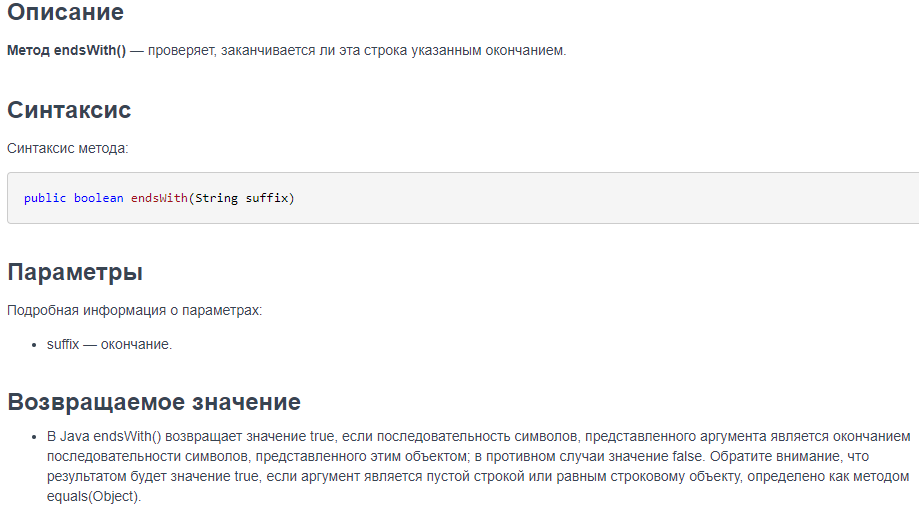 Описание
Метод endsWith() — проверяет, заканчивается ли эта строка указанным окончанием.
Синтаксис
Синтаксис метода:
public boolean endsWith(String suffix)
Параметры
Подробная информация о параметрах:
• suffix — окончание.
Возвращаемое значение
• В Java endsWith() возвращает значение true, если последовательность символов, представленного аргумента является окончанием
последовательности символов, представленного этим объектом; в противном случаи значение false. Обратите внимание, что
результатом будет значение true, если аргумент является пустой строкой или равным строковому объекту, определено как методом
equals(Object).